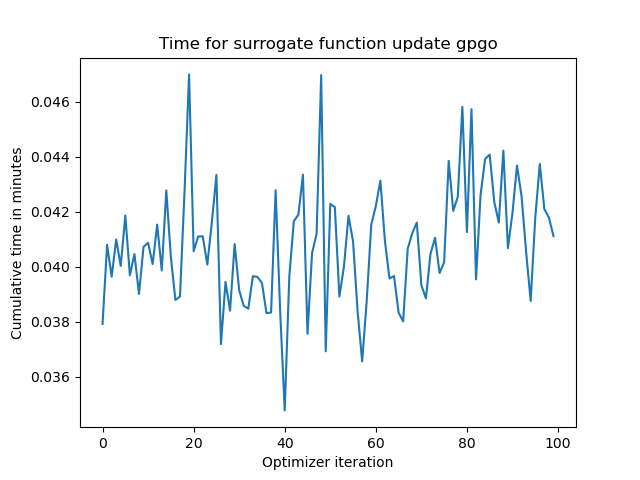 Time for surrogate function update gpgo
Cumulative time in minutes
0.046
0.044
0.042
0.040
0.038
0.036
0 20 40 60 80 100
Optimizer iteration